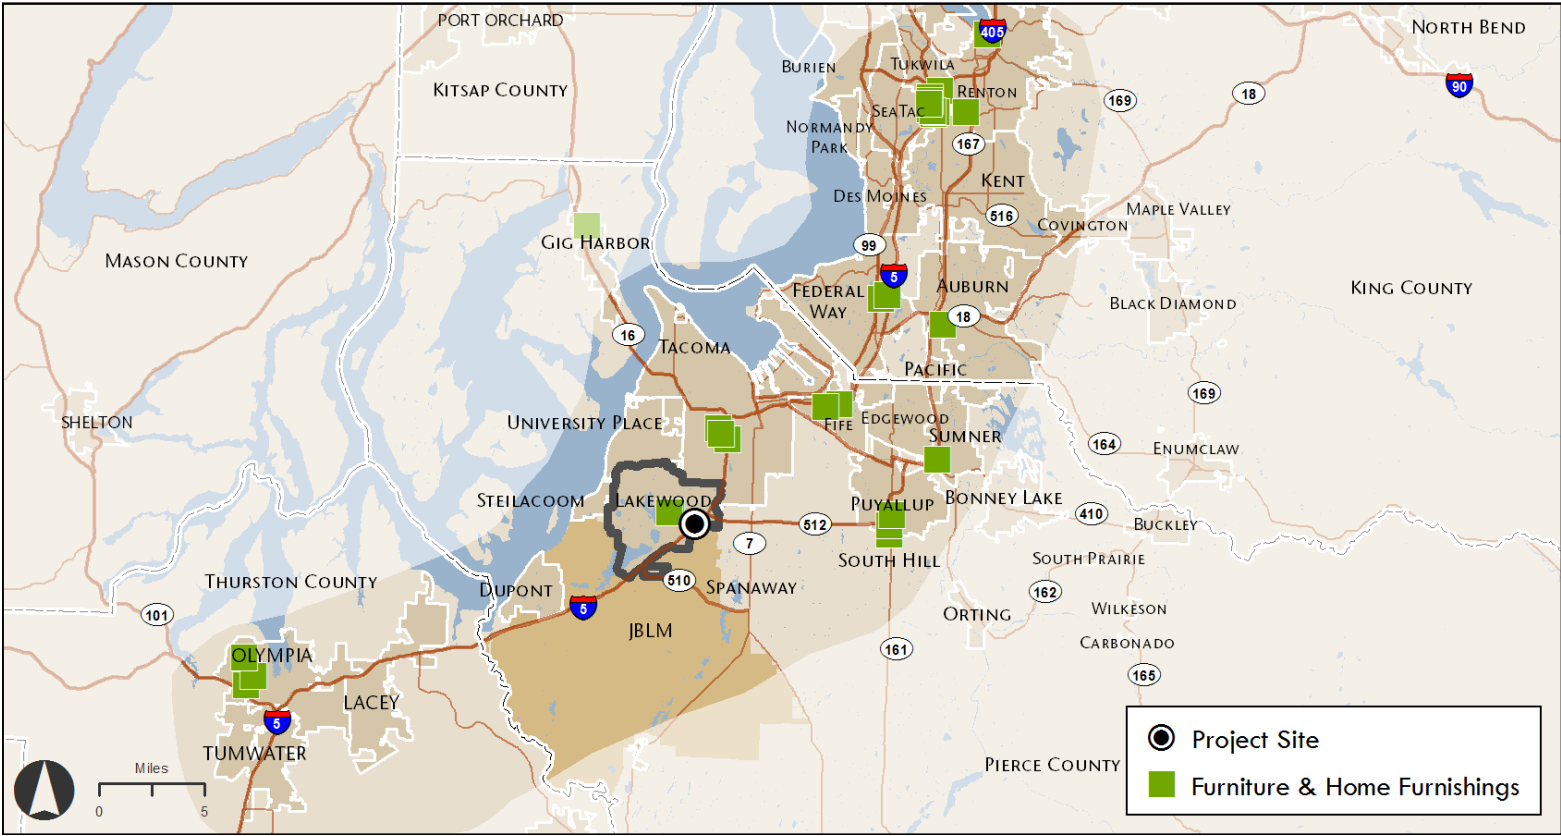 PORT ORCHARD
NORTH BEND
405
BURIEN
TUKWILA
KITSAP COUNTY
RENTON
169
18
90
SEATAC
NORMANDY
PARK
167
KENT
DES MOINES
516
MAPLE VALLEY
COVINGTON
GIG HARBOR
99
MASON COUNTY
5
FEDERAL
WAY
AUBURN
KING COUNTY
BLACK DIAMOND
18
16
TACOMA
PACIFIC
169
SHELTON
UNIVERSITY PLACE
FIFE
EDGEWOOD
SUMNER
164
ENUMCLAW
STEILACOOM
LAKEWOOD
PUYALLUP
BONNEY LAKE
410
BUCKLEY
512
7
SOUTH HILL
SOUTH PRAIRIE
THURSTON COUNTY
DUPONT
510
SPANAWAY
162
5
101
JBLM
ORTING
WILKESON
CARBONADO
161
OLYMPIA
165
LACEY
5
TUMWATER
PIERCE COUNTY
Miles
0 5
Project Site
Furniture & Home Furnishings